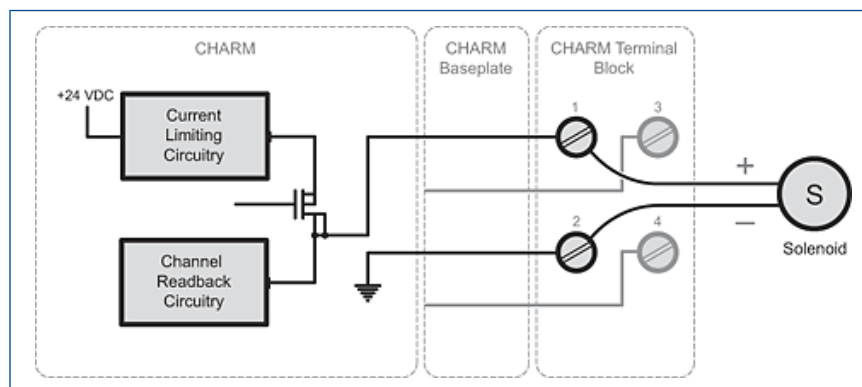 CHARM
CHARM
Baseplate
CHARM Terminal
Block
+24 VDC
Current
Limiting
Circuitry
1
3
+
S
−
Solenoid
2
4
Channel
Readback
Circuitry